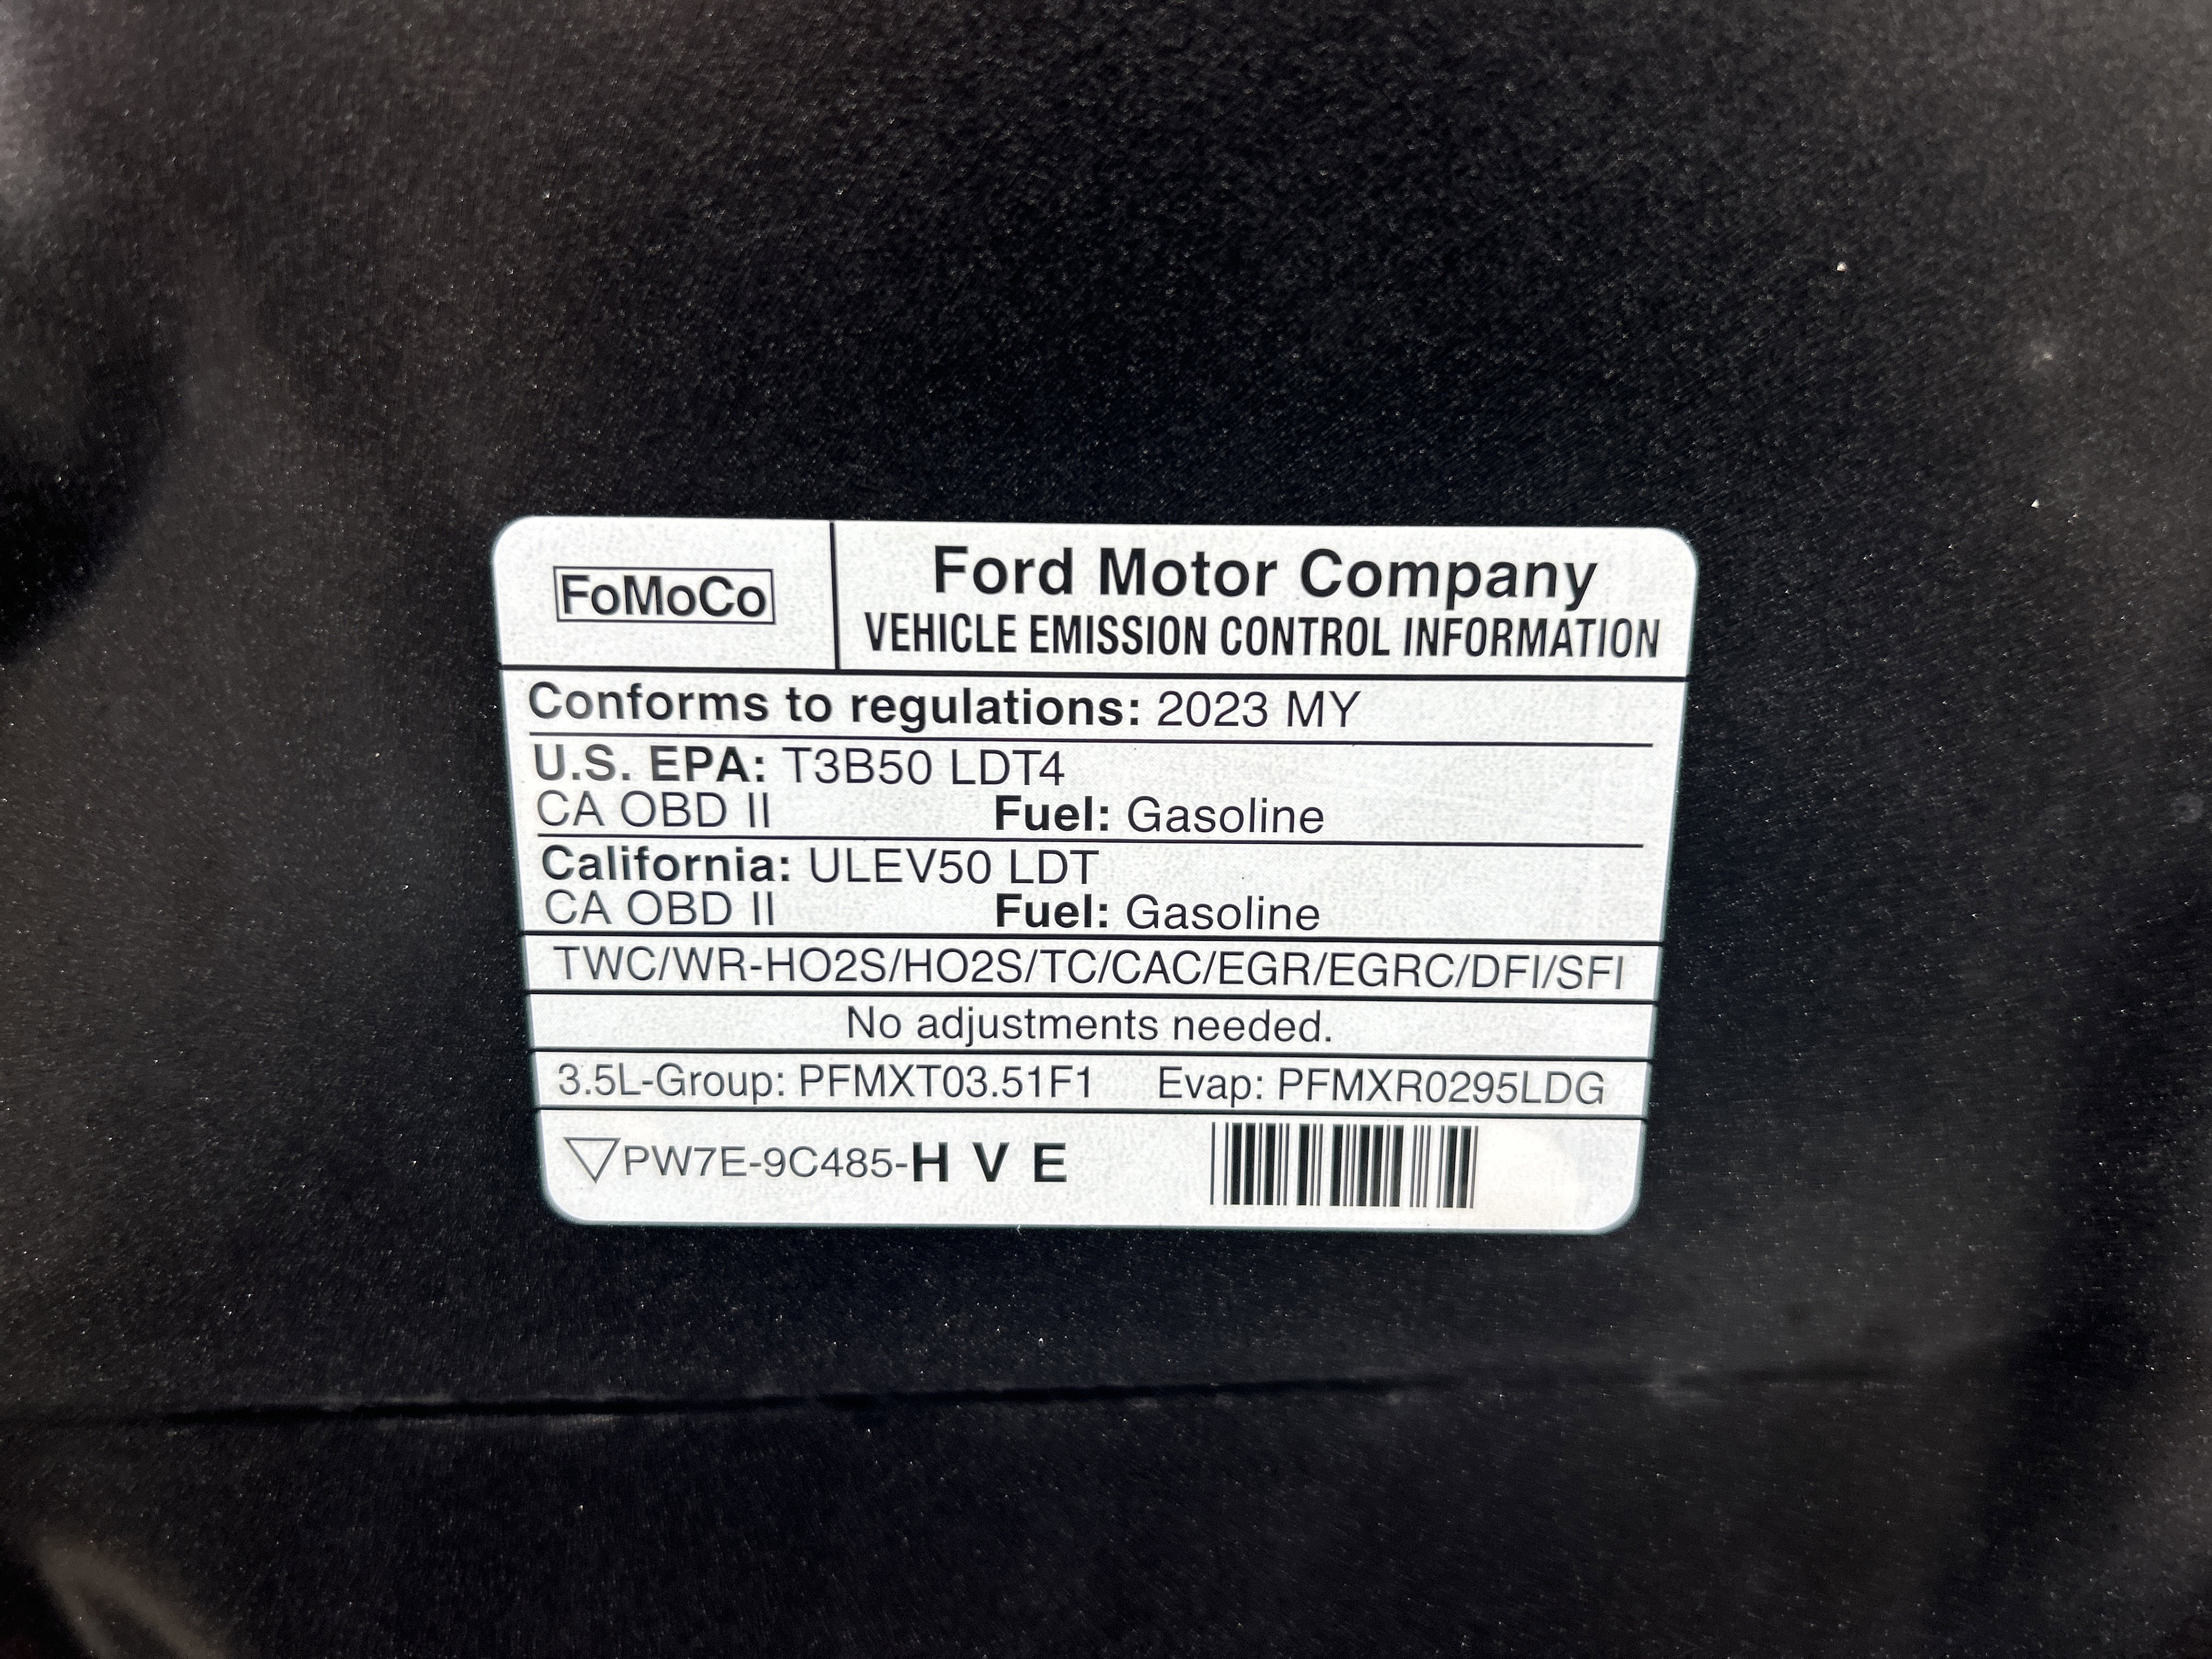 FoMoCo
Ford Motor Company
VEHICLE EMISSION CONTROL INFORMATION
Conforms to regulations: 2023 MY
U.S. EPA: T3B50 LDT4
CA OBD II Fuel: Gasoline
California: ULEV50 LDT
CA OBD II Fuel: Gasoline
TWC/WR-HO2S/HO2S/TC/CAC/EGR/EGRC/DFI/SFI
No adjustments needed.
3.5L-Group: PFMXT03.51F1 Evap: PFMXR0295LDG
PW7E-9C485-H V E